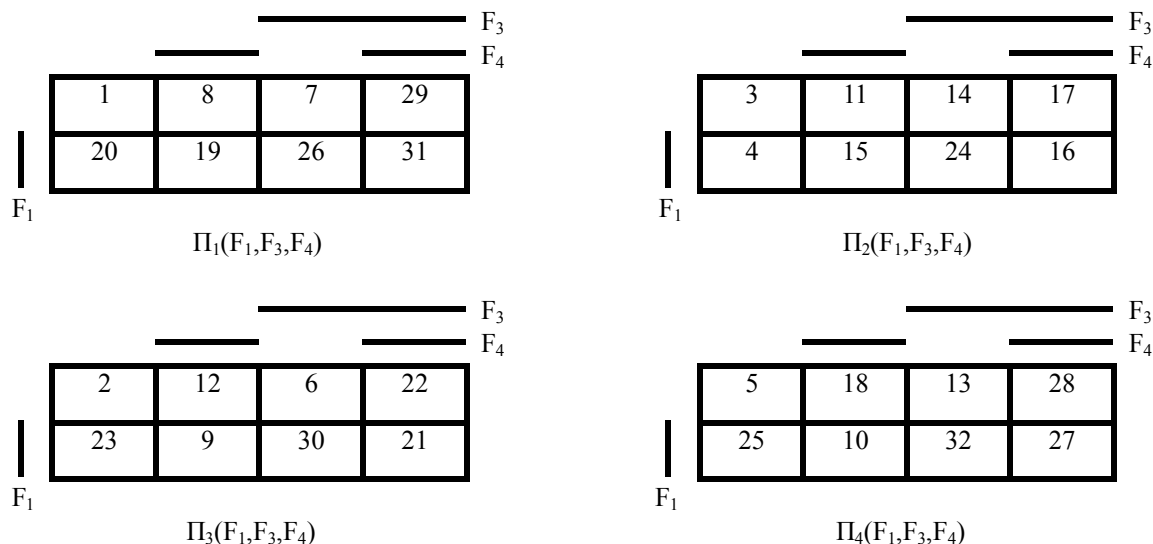 F₃ F₃
F₄ F₄
1 8 7 29 3 11 14 17
20 19 26 31 4 15 24 16
F₁ F₁
Π₁(F₁,F₃,F₄) Π₂(F₁,F₃,F₄)
F₃ F₃
F₄ F₄
2 12 6 22 5 18 13 28
23 9 30 21 25 10 32 27
F₁ F₁
Π₃(F₁,F₃,F₄) Π₄(F₁,F₃,F₄)